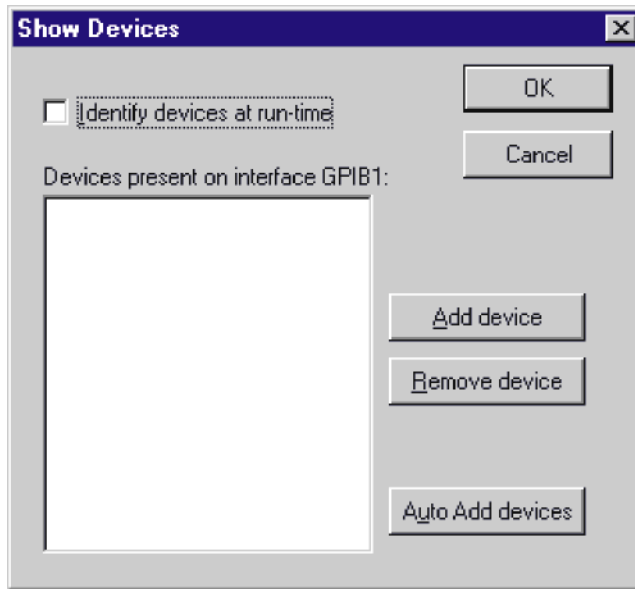 Show Devices
OK
Identify devices at run-time
Cancel
Devices present on interface GPIB1:
Add device
Remove device
Auto Add devices